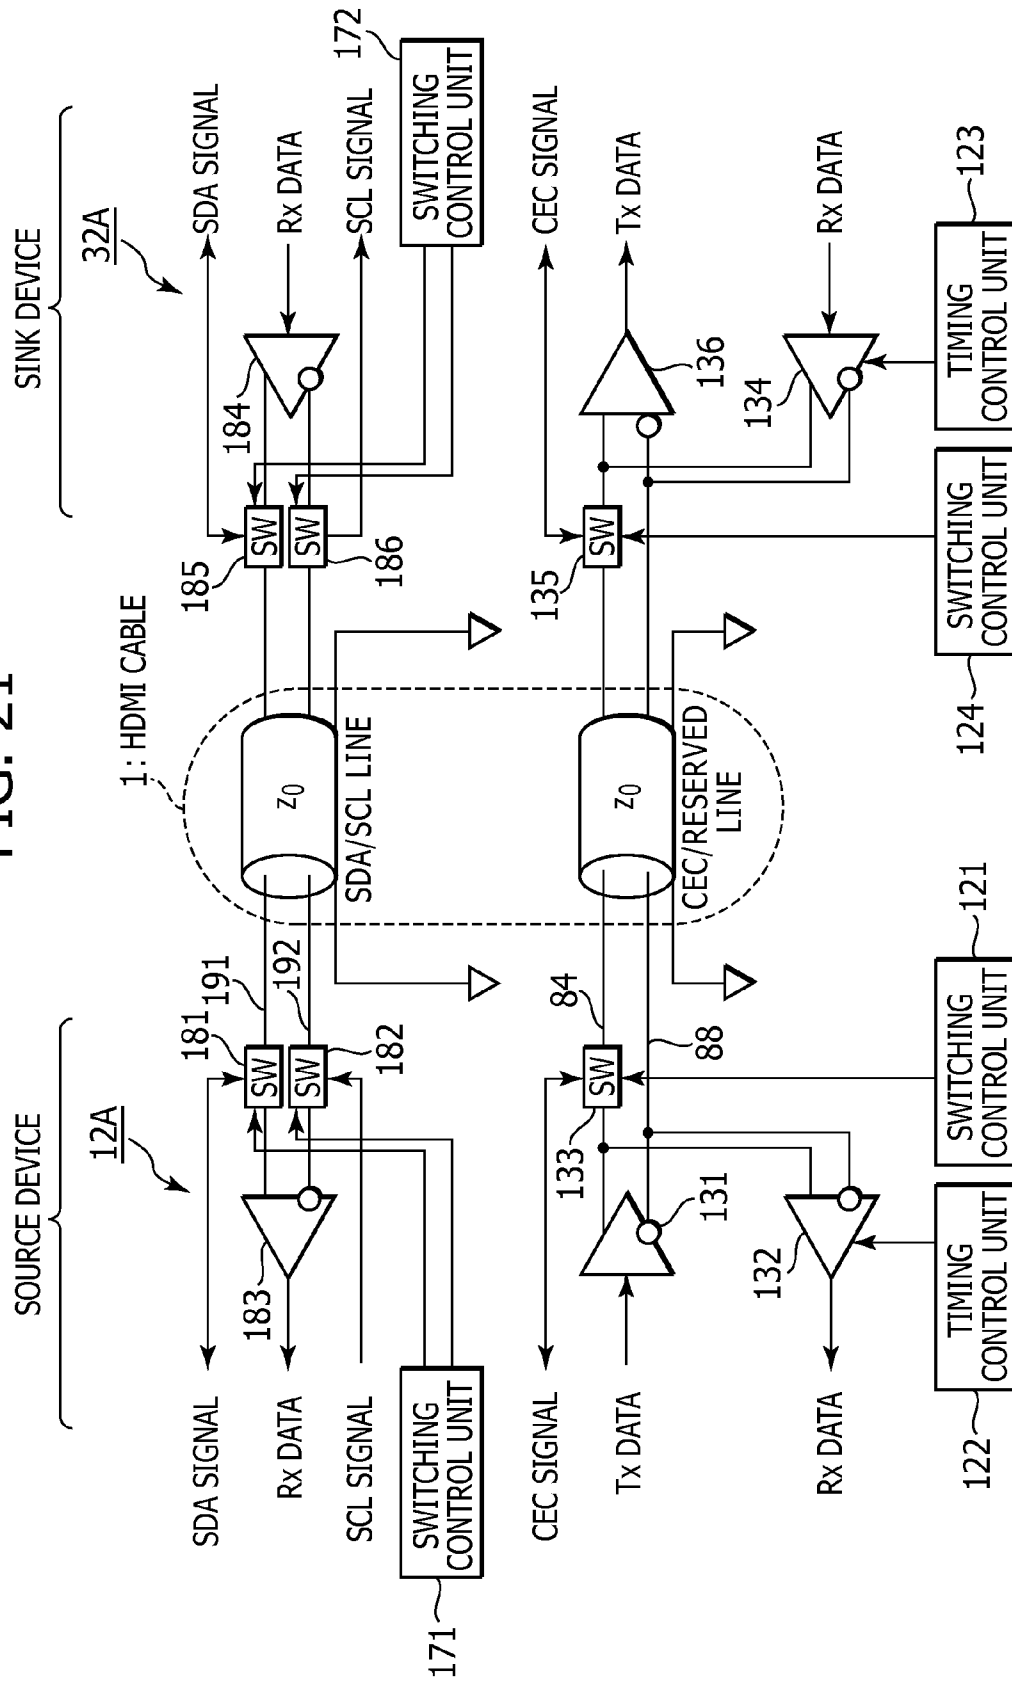 FIG. 21
SOURCE DEVICE
SINK DEVICE
12A
32A
1: HDMI CABLE
SDA SIGNAL
181
191
185
SDA SIGNAL
SW
SW
183
Rx DATA
192
Z0
184
Rx DATA
SW
SW
SCL SIGNAL
182
SDA/SCL LINE
186
SCL SIGNAL
171
SWITCHING
CONTROL UNIT
172
SWITCHING
CONTROL UNIT
CEC SIGNAL
133
84
135
CEC SIGNAL
SW
SW
Tx DATA
Z0
Tx DATA
131
88
CEC/RESERVED
LINE
136
132
134
Rx DATA
Rx DATA
122
TIMING
CONTROL UNIT
SWITCHING
CONTROL UNIT
121
124
SWITCHING
CONTROL UNIT
TIMING
CONTROL UNIT
123